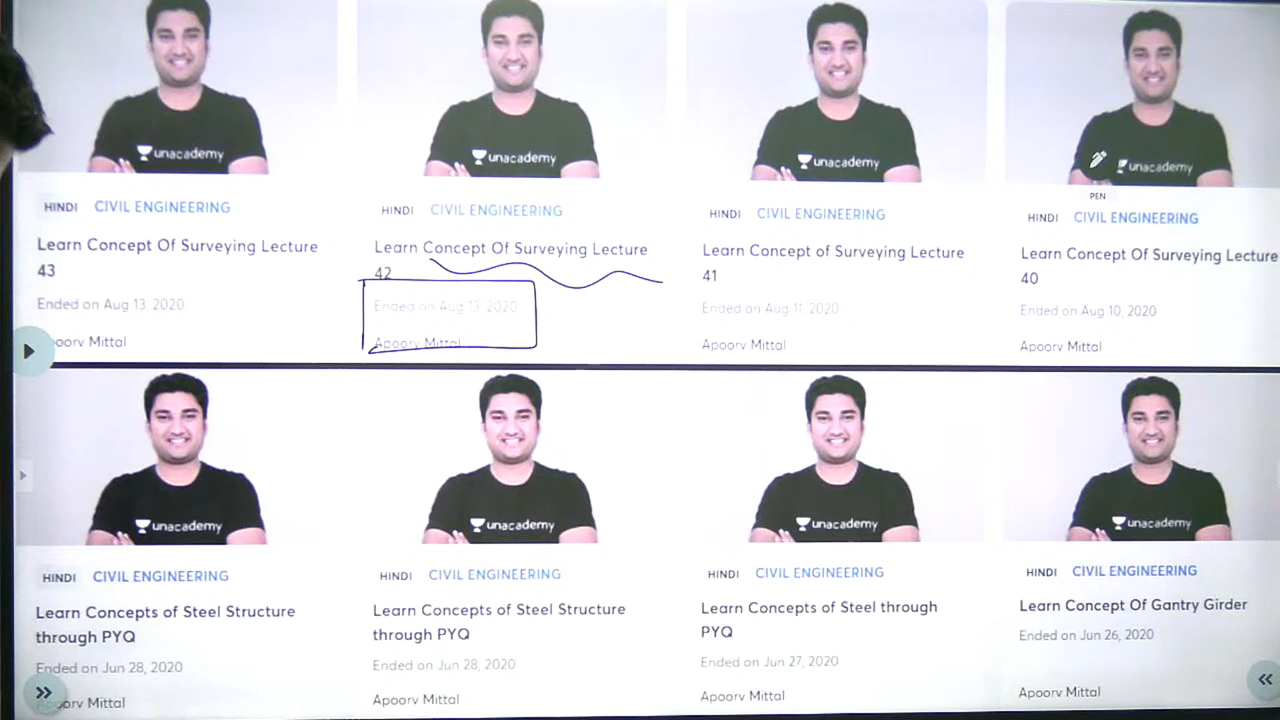 unacademy
HINDI CIVIL ENGINEERING
Learn Concept Of Surveying Lecture
43
Ended on Aug 13, 2020
Apoorv Mittal
unacademy
HINDI CIVIL ENGINEERING
Learn Concept Of Surveying Lecture
42
Ended on Aug 13, 2020
Apoorv Mittal
unacademy
HINDI CIVIL ENGINEERING
Learn Concept of Surveying Lecture
41
Ended on Aug 11, 2020
Apoorv Mittal
unacademy
PEN
HINDI CIVIL ENGINEERING
Learn Concept Of Surveying Lecture
40
Ended on Aug 10, 2020
Apoorv Mittal
unacademy
HINDI CIVIL ENGINEERING
Learn Concepts of Steel Structure
through PYQ
Ended on Jun 28, 2020
poorv Mittal
unacademy
HINDI CIVIL ENGINEERING
Learn Concepts of Steel Structure
through PYQ
Ended on Jun 28, 2020
Apoorv Mittal
unacademy
HINDI CIVIL ENGINEERING
Learn Concepts of Steel through
PYQ
Ended on Jun 27, 2020
Apoorv Mittal
unacademy
HINDI CIVIL ENGINEERING
Learn Concept Of Gantry Girder
Ended on Jun 26, 2020
Apoorv Mittal